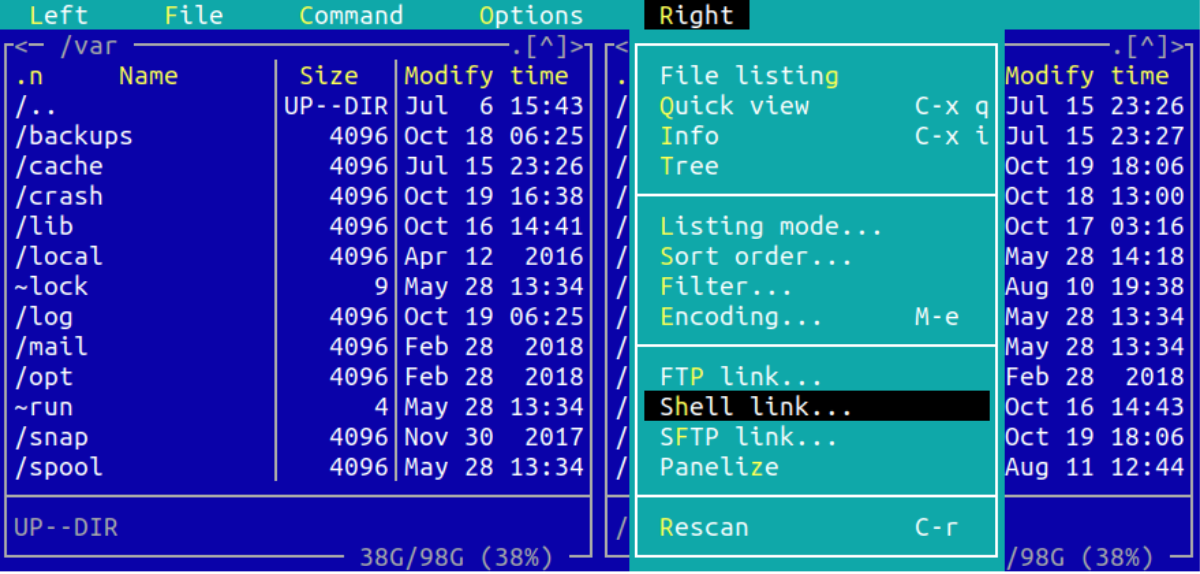 Left File Command Options Right
<─ /var .[^]> < .[^]>
.n Name Size Modify time . File listing Modify time
/.. UP--DIR Jul 6 15:43 / Quick view C-x q Jul 15 23:26
/backups 4096 Oct 18 06:25 / Info C-x i Jul 15 23:27
/cache 4096 Jul 15 23:26 / Tree Oct 19 18:06
/crash 4096 Oct 19 16:38 / Oct 18 13:00
/lib 4096 Oct 16 14:41 / Listing mode... Oct 17 03:16
/local 4096 Apr 12 2016 / Sort order... May 28 14:18
~lock 9 May 28 13:34 / Filter... Aug 10 19:38
/log 4096 Oct 19 06:25 / Encoding... M-e May 28 13:34
/mail 4096 Feb 28 2018 / May 28 13:34
/opt 4096 Feb 28 2018 / FTP link... Feb 28 2018
~run 4 May 28 13:34 / Shell link... Oct 16 14:43
/snap 4096 Nov 30 2017 / SFTP link... Oct 19 18:06
/spool 4096 May 28 13:34 / Panelize Aug 11 12:44
UP--DIR / Rescan C-r
38G/98G (38%) /98G (38%)